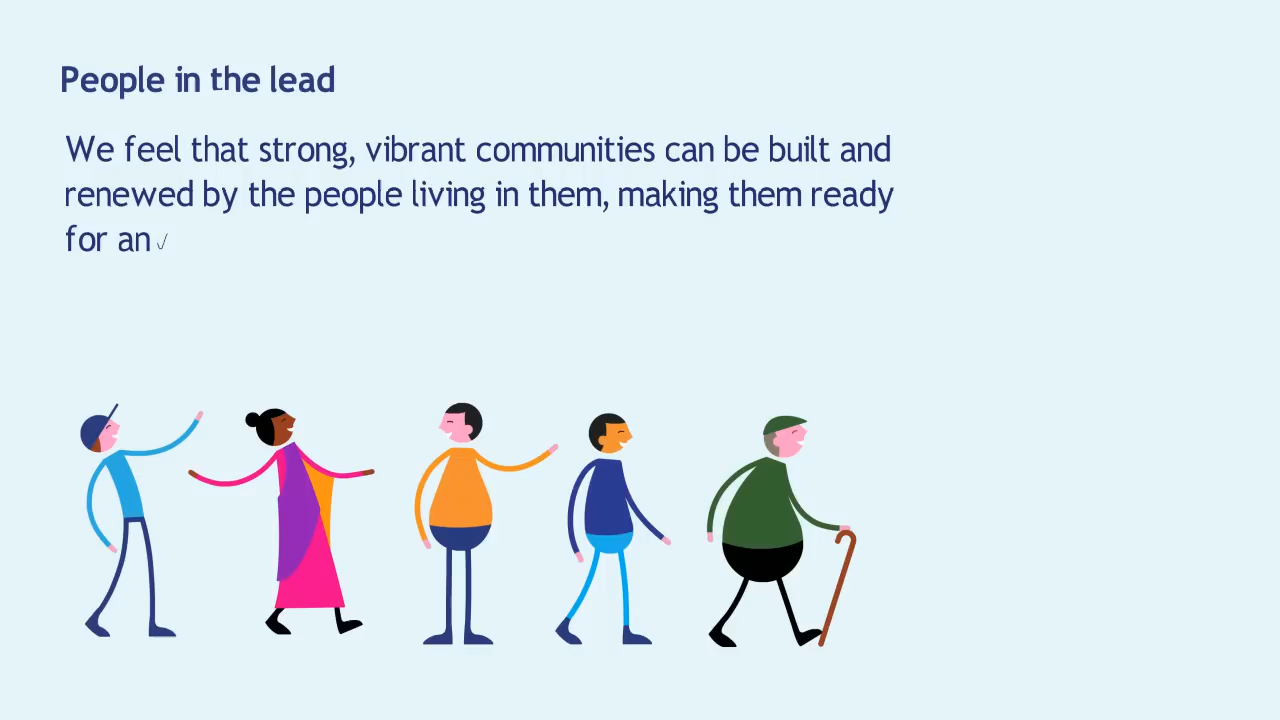 People in the lead
We feel that strong, vibrant communities can be built and
renewed by the people living in them, making them ready
for an